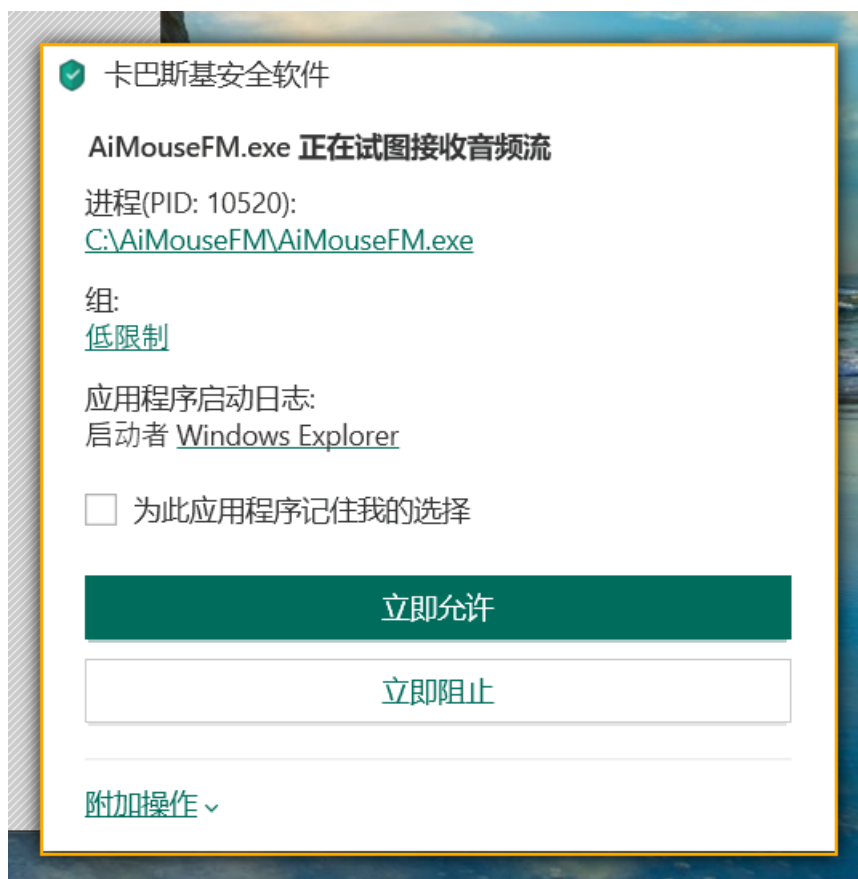 卡巴斯基安全软件
AiMouseFM.exe 正在试图接收音频流
进程(PID: 10520):
C:\AiMouseFM\AiMouseFM.exe
组:
低限制
应用程序启动日志:
启动者 Windows Explorer
为此应用程序记住我的选择
立即允许
立即阻止
附加操作